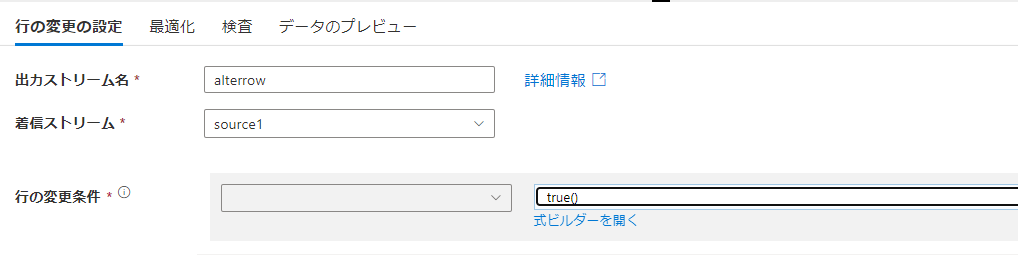 行の変更の設定 最適化 検査 データのプレビュー
出力ストリーム名 * alterrow 詳細情報
着信ストリーム * source1
行の変更条件 * true()
式ビルダーを開く